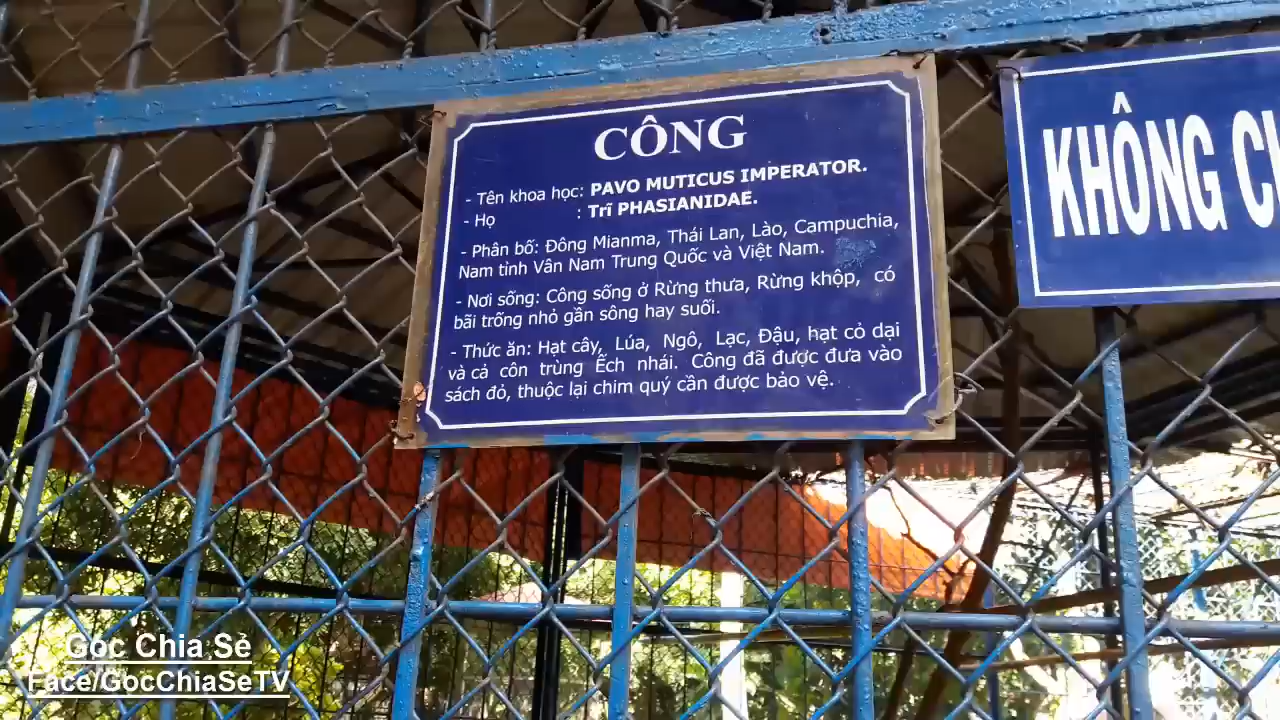 CÔNG
- Tên khoa học: PAVO MUTICUS IMPERATOR.
- Họ : Trĩ PHASIANIDAE.
- Phân bố: Đông Mianma, Thái Lan, Lào, Campuchia,
Nam tỉnh Vân Nam Trung Quốc và Việt Nam.
- Nơi sống: Công sống ở Rừng thưa, Rừng khộp, có
bãi trống nhỏ gần sông hay suối.
- Thức ăn: Hạt cây, Lúa, Ngô, Lạc, Đậu, hạt cỏ dại
và cả côn trùng Ếch nhái. Công đã được đưa vào
sách đỏ, thuộc lại chim quý cần được bảo vệ.
KHÔNG
Góc Chia Sẻ
Face/GocChiaSeTV